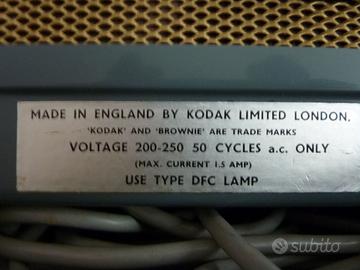 MADE IN ENGLAND BY KODAK LIMITED LONDON.
'KODAK' AND 'BROWNIE' ARE TRADE MARKS
VOLTAGE 200-250 50 CYCLES a.c. ONLY
(MAX. CURRENT 1.5 AMP)
USE TYPE DFC LAMP
subito